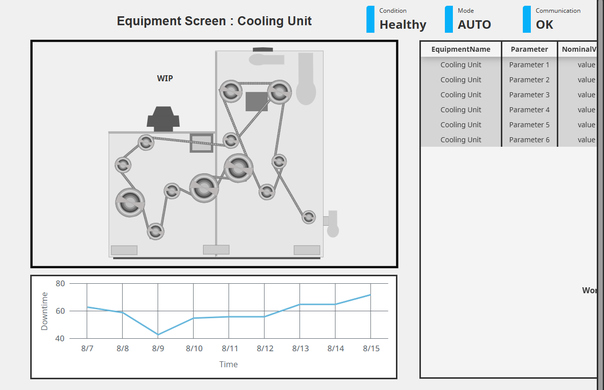 Equipment Screen : Cooling Unit
Condition
Healthy
Mode
AUTO
Communication
OK
WIP
EquipmentName Parameter NominalV
Cooling Unit Parameter 1 value
Cooling Unit Parameter 2 value
Cooling Unit Parameter 3 value
Cooling Unit Parameter 4 value
Cooling Unit Parameter 5 value
Cooling Unit Parameter 6 value
Wor
80
60
40
Downtime
8/7 8/8 8/9 8/10 8/11 8/12 8/13 8/14 8/15
Time